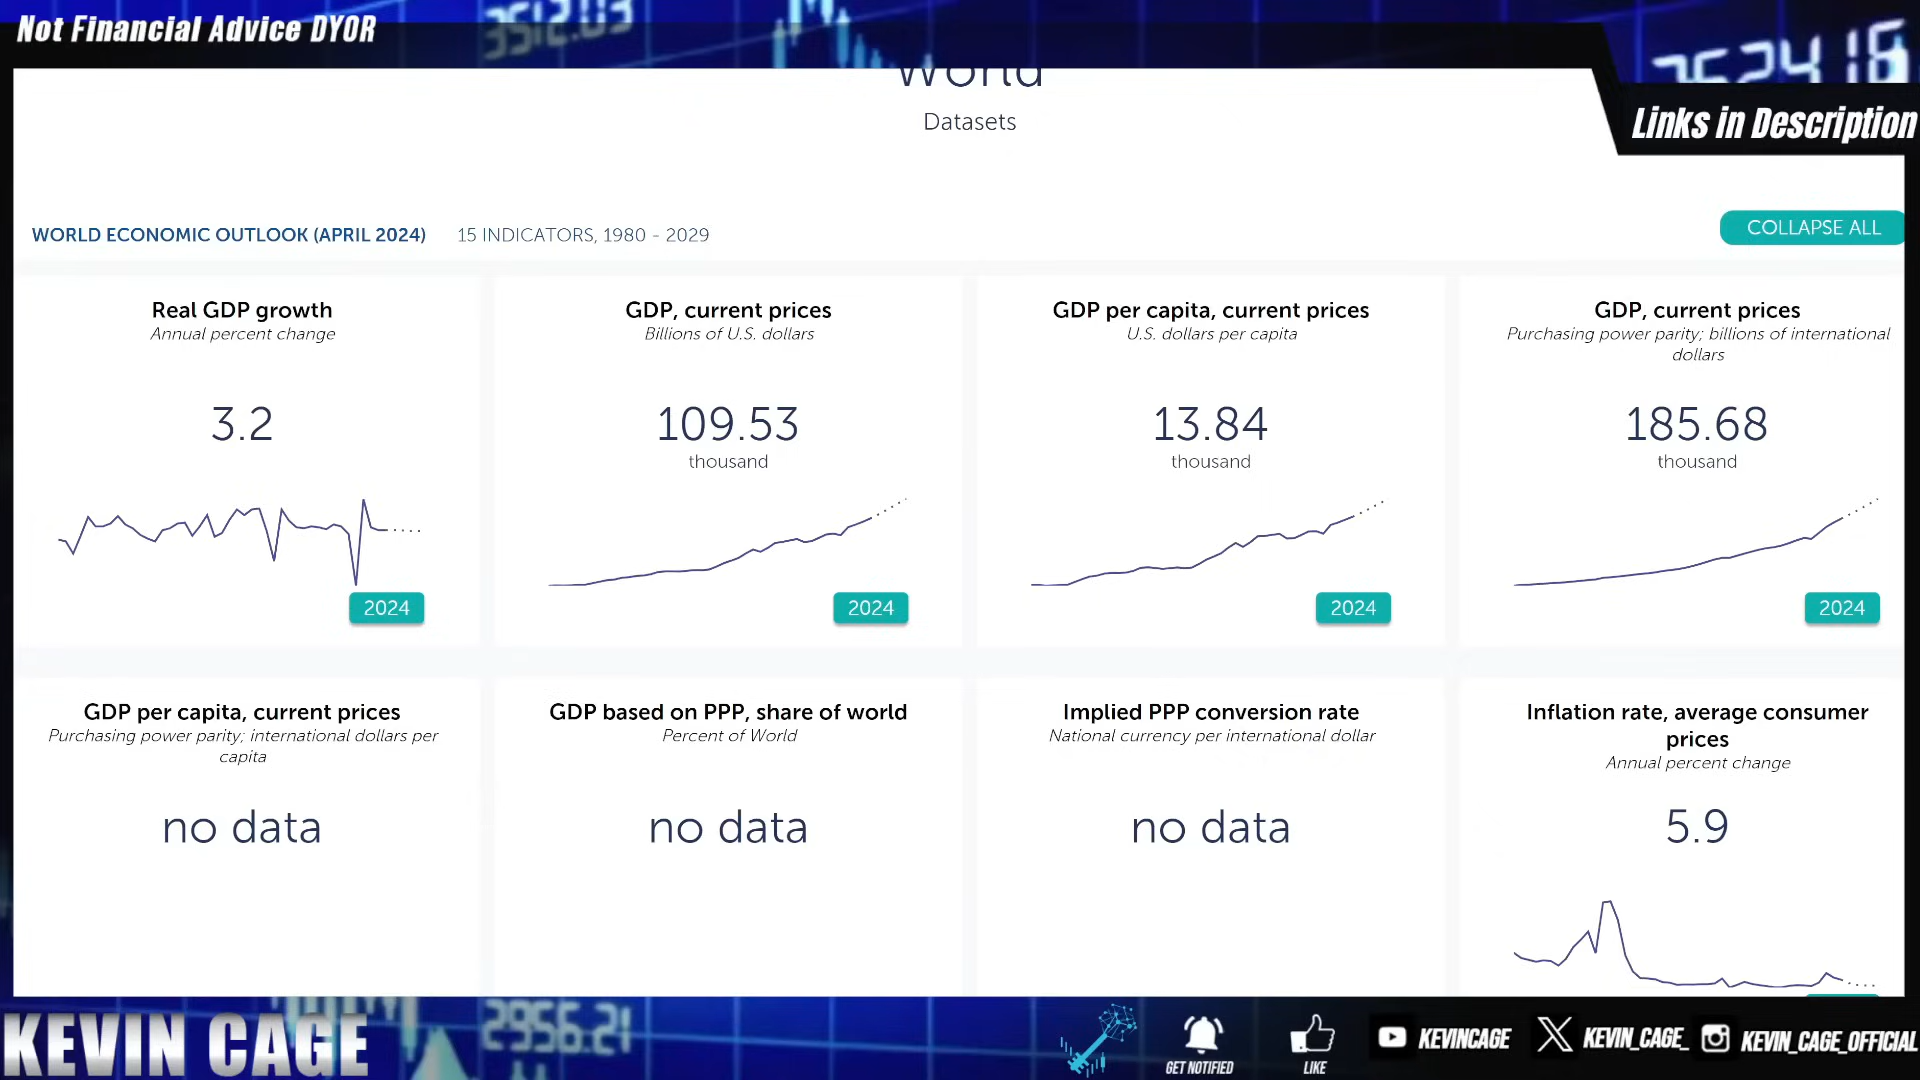 Not Financial Advice DYOR
3512.03
Links in Description
World
Datasets
WORLD ECONOMIC OUTLOOK (APRIL 2024)
15 INDICATORS, 1980 - 2029
COLLAPSE ALL
Real GDP growth
Annual percent change
3.2
2024
GDP, current prices
Billions of U.S. dollars
109.53
thousand
2024
GDP per capita, current prices
U.S. dollars per capita
13.84
thousand
2024
GDP, current prices
Purchasing power parity; billions of international
dollars
185.68
thousand
2024
GDP per capita, current prices
Purchasing power parity; international dollars per
capita
no data
GDP based on PPP, share of world
Percent of World
no data
Implied PPP conversion rate
National currency per international dollar
no data
Inflation rate, average consumer
prices
Annual percent change
5.9
KEVIN CAGE
2956.21
GET NOTIFIED
LIKE
KEVINCAGE
KEVIN_CAGE_
KEVIN_CAGE_OFFICIAL